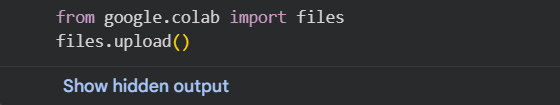 from google.colab import files
files.upload()
Show hidden output